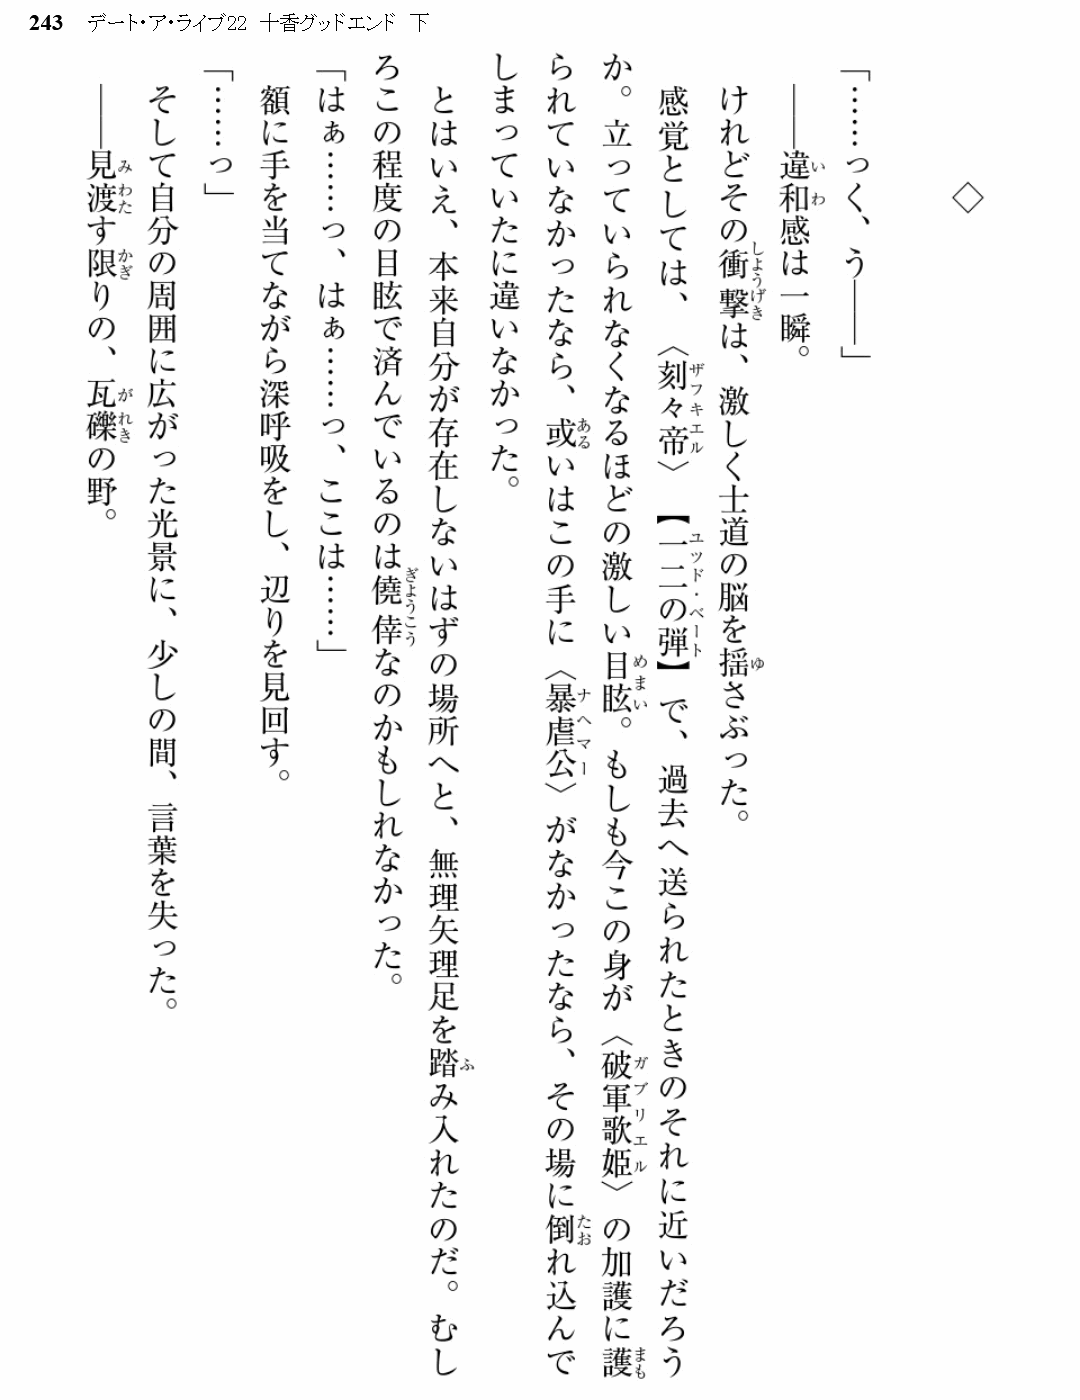 243 デート・ア・ライブ22 十香グッドエンド 下
◇
「……っく、う――」
――違和感は一瞬。
けれどその衝撃は、激しく士道の脳を揺さぶった。
感覚としては、〈刻々帝〉【一二の弾】で、過去へ送られたときのそれに近いだろう
か。立っていられなくなるほどの激しい目眩。もしも今この身が〈破軍歌姫〉の加護に護
られていなかったなら、或いはこの手に〈暴虐公〉がなかったなら、その場に倒れ込んで
しまっていたに違いなかった。
とはいえ、本来自分が存在しないはずの場所へと、無理矢理足を踏み入れたのだ。むし
ろこの程度の目眩で済んでいるのは僥倖なのかもしれなかった。
「はぁ……っ、はぁ……っ、ここは……」
額に手を当てながら深呼吸をし、辺りを見回す。
「……っ」
そして自分の周囲に広がった光景に、少しの間、言葉を失った。
――見渡す限りの、瓦礫の野。